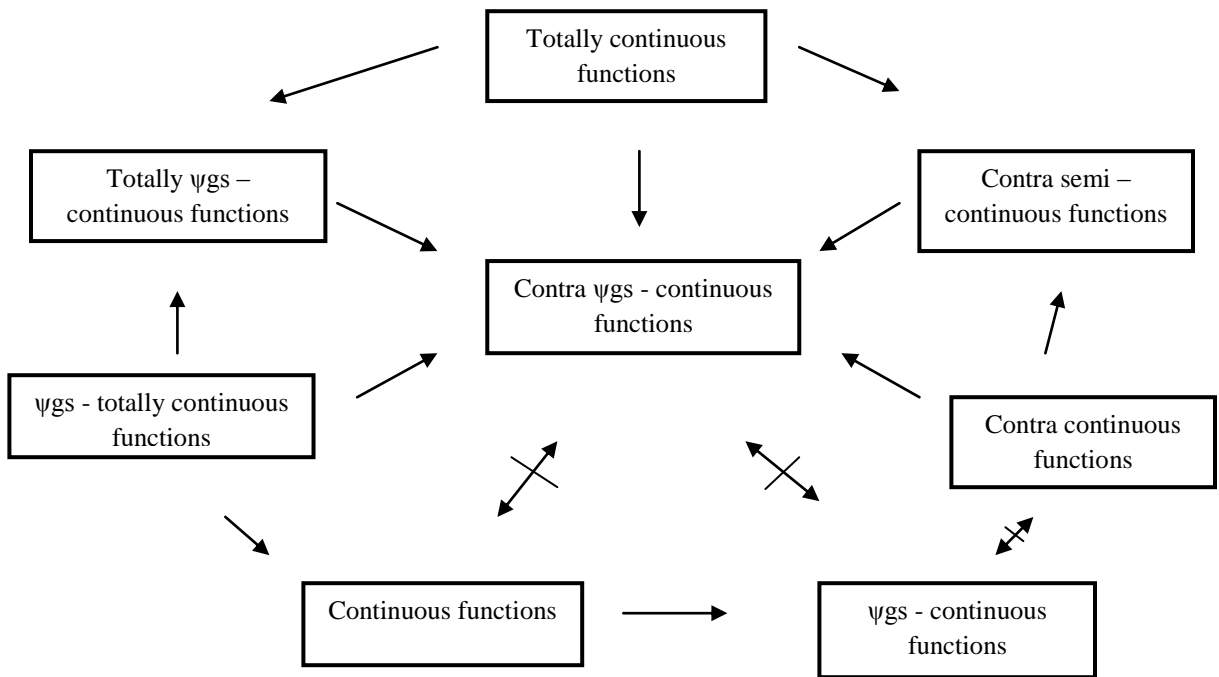 Totally continuous
functions
Totally ψgs –
continuous functions
Contra semi –
continuous functions
Contra ψgs - continuous
functions
ψgs - totally continuous
functions
Contra continuous
functions
Continuous functions
ψgs - continuous
functions